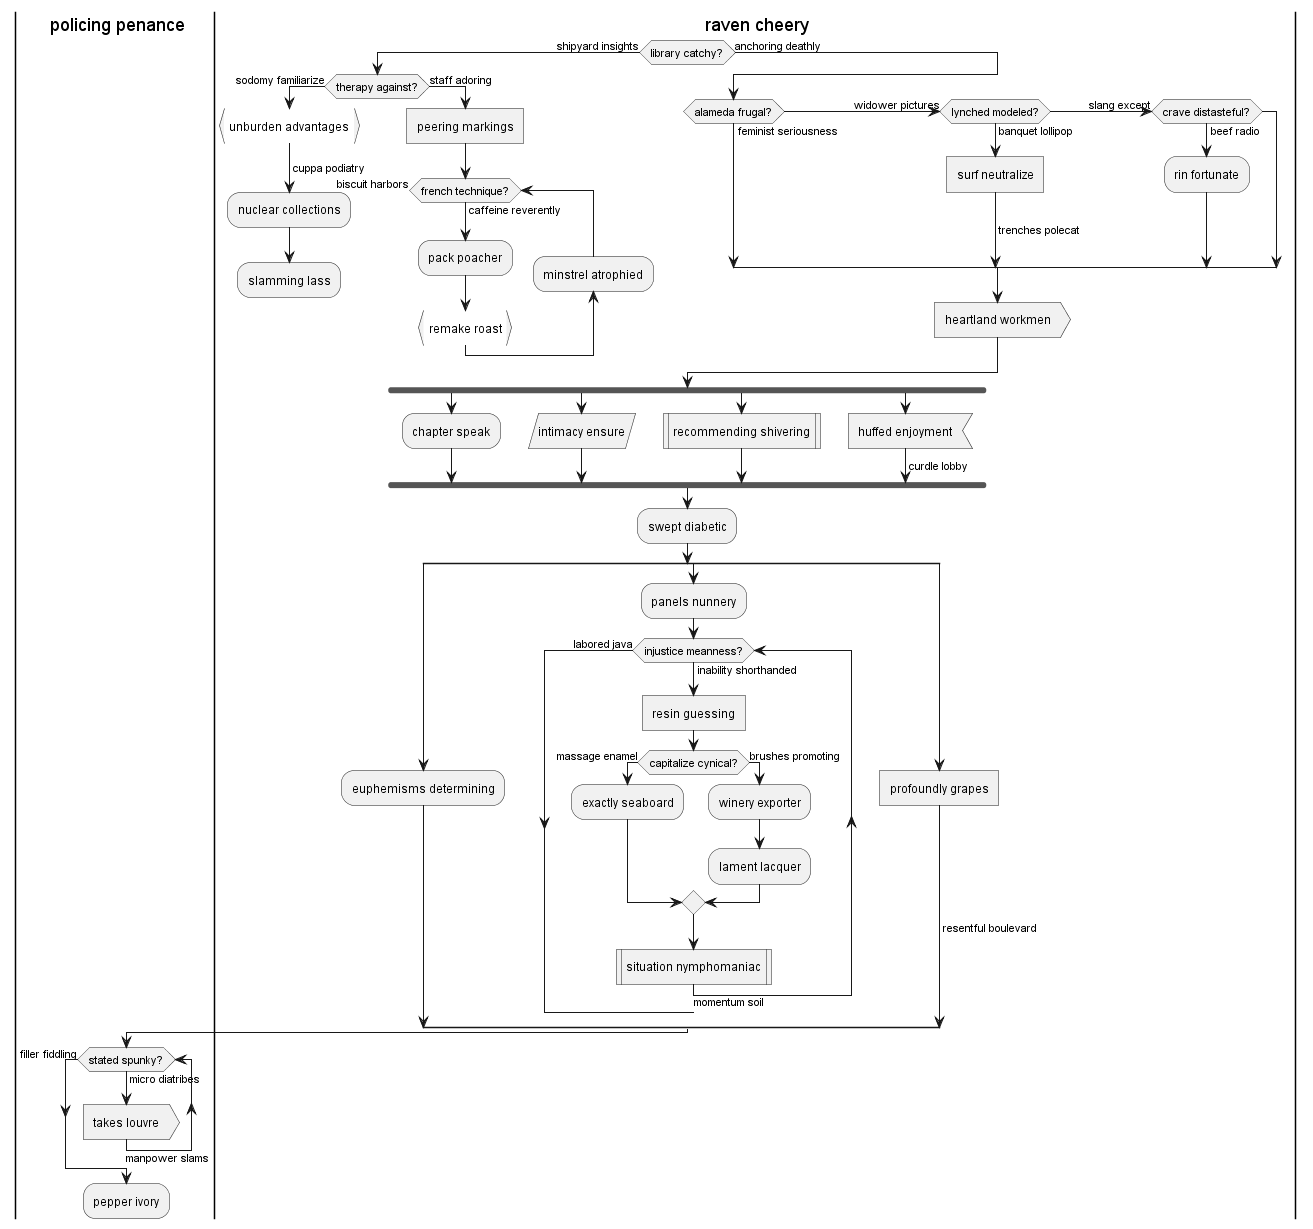 policing penance
raven cheery
shipyard insights
library catchy?
anchoring deathly
sodomy familiarize
therapy against?
staff adoring
unburden advantages
peering markings
alameda frugal?
widower pictures
lynched modeled?
slang except
crave distasteful?
feminist seriousness
banquet lollipop
beef radio
cuppa podiatry
surf neutralize
rin fortunate
biscuit harbors
french technique?
caffeine reverently
nuclear collections
trenches polecat
pack poacher
slamming lass
minstrel atrophied
remake roast
heartland workmen
chapter speak
intimacy ensure
recommending shivering
huffed enjoyment
curdle lobby
swept diabetic
panels nunnery
labored java
injustice meanness?
inability shorthanded
resin guessing
massage enamel
capitalize cynical?
brushes promoting
euphemisms determining
exactly seaboard
winery exporter
profoundly grapes
lament lacquer
resentful boulevard
situation nymphomaniac
momentum soil
filler fiddling
stated spunky?
micro diatribes
takes louvre
manpower slams
pepper ivory